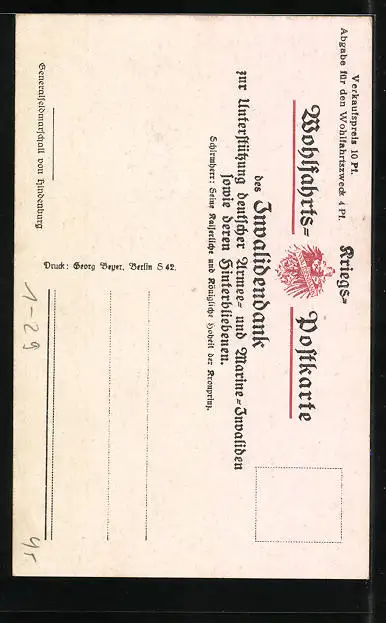 Verkaufspreis 10 Pf.
Abgabe für den Wohlfahrtszweck 4 Pf.
Kriegs-
Wohlfahrts- Postkarte
des Invalidendank
zur Unterstützung deutscher Armee- und Marine-Invaliden
sowie deren Hinterbliebenen.
Schirmherr: Seine Kaiserliche und Königliche Hoheit der Kronprinz.
Generalfeldmarschall von Hindenburg
Druck: Georg Beyer, Berlin S 42.
1-29